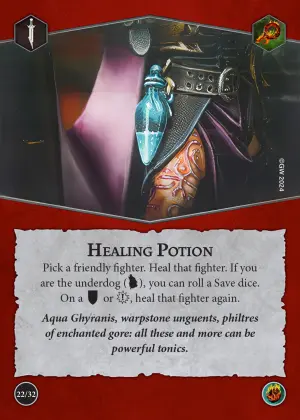 ©GW 2024
Healing Potion
Pick a friendly fighter. Heal that fighter. If you
are the underdog ( ), you can roll a Save dice.
On a or , heal that fighter again.
Aqua Ghyranis, warpstone unguents, philtres
of enchanted gore: all these and more can be
powerful tonics.
22/32